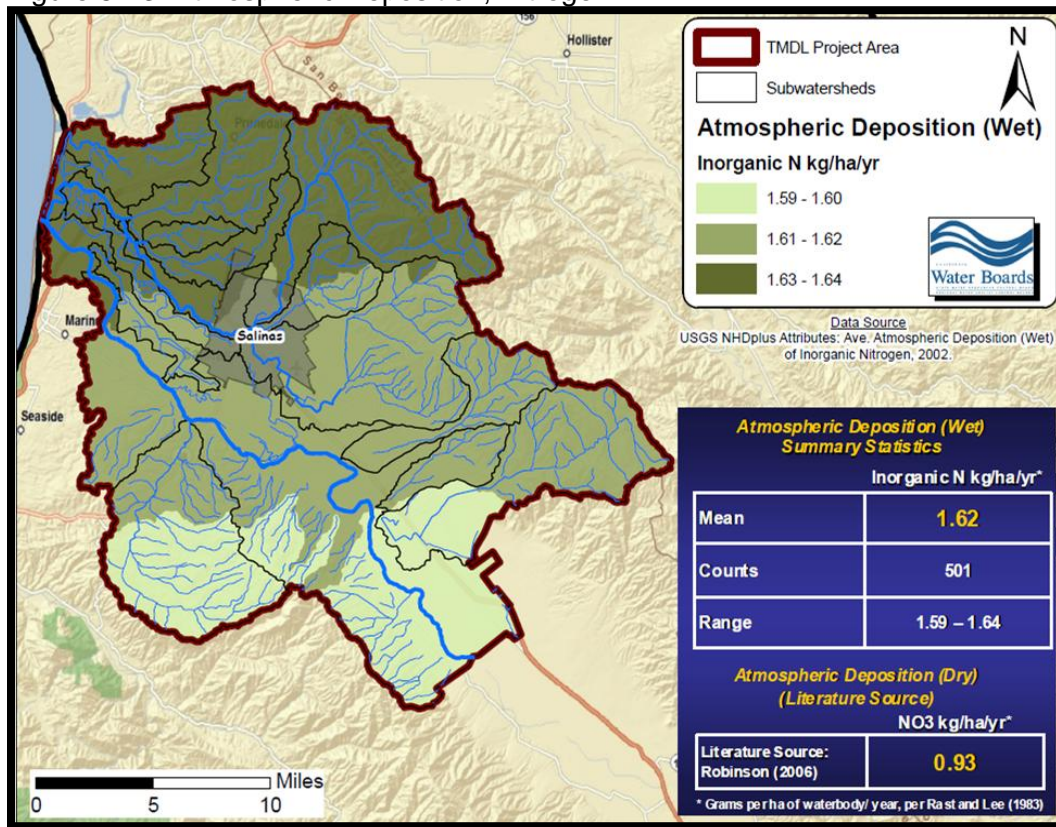 156
Hollister
San B
Prunedale
Salinas
Marina
Seaside
TMDL Project Area
Subwatersheds
N
Atmospheric Deposition (Wet)
Inorganic N kg/ha/yr
1.59 - 1.60
1.61 - 1.62
1.63 - 1.64
Water Boards
Data Source
USGS NHDplus Attributes: Ave. Atmospheric Deposition (Wet)
of Inorganic Nitrogen, 2002.
Atmospheric Deposition (Wet)
Summary Statistics
Inorganic N kg/ha/yr*
Mean 1.62
Counts 501
Range 1.59 – 1.64
Atmospheric Deposition (Dry)
(Literature Source)
NO3 kg/ha/yr*
Literature Source:
Robinson (2006) 0.93
* Grams per ha of waterbody/ year, per Rast and Lee (1983)
Miles
0 5 10